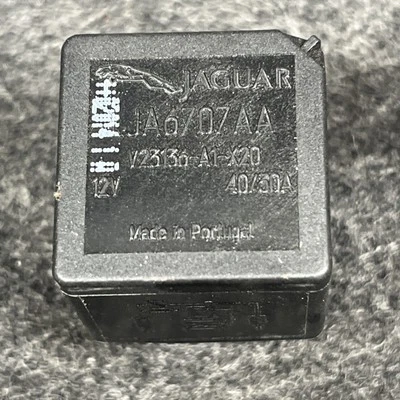 JAGUAR
JA6707AA
V23136-A1-X20
12V 40/30A
Made in Portugal